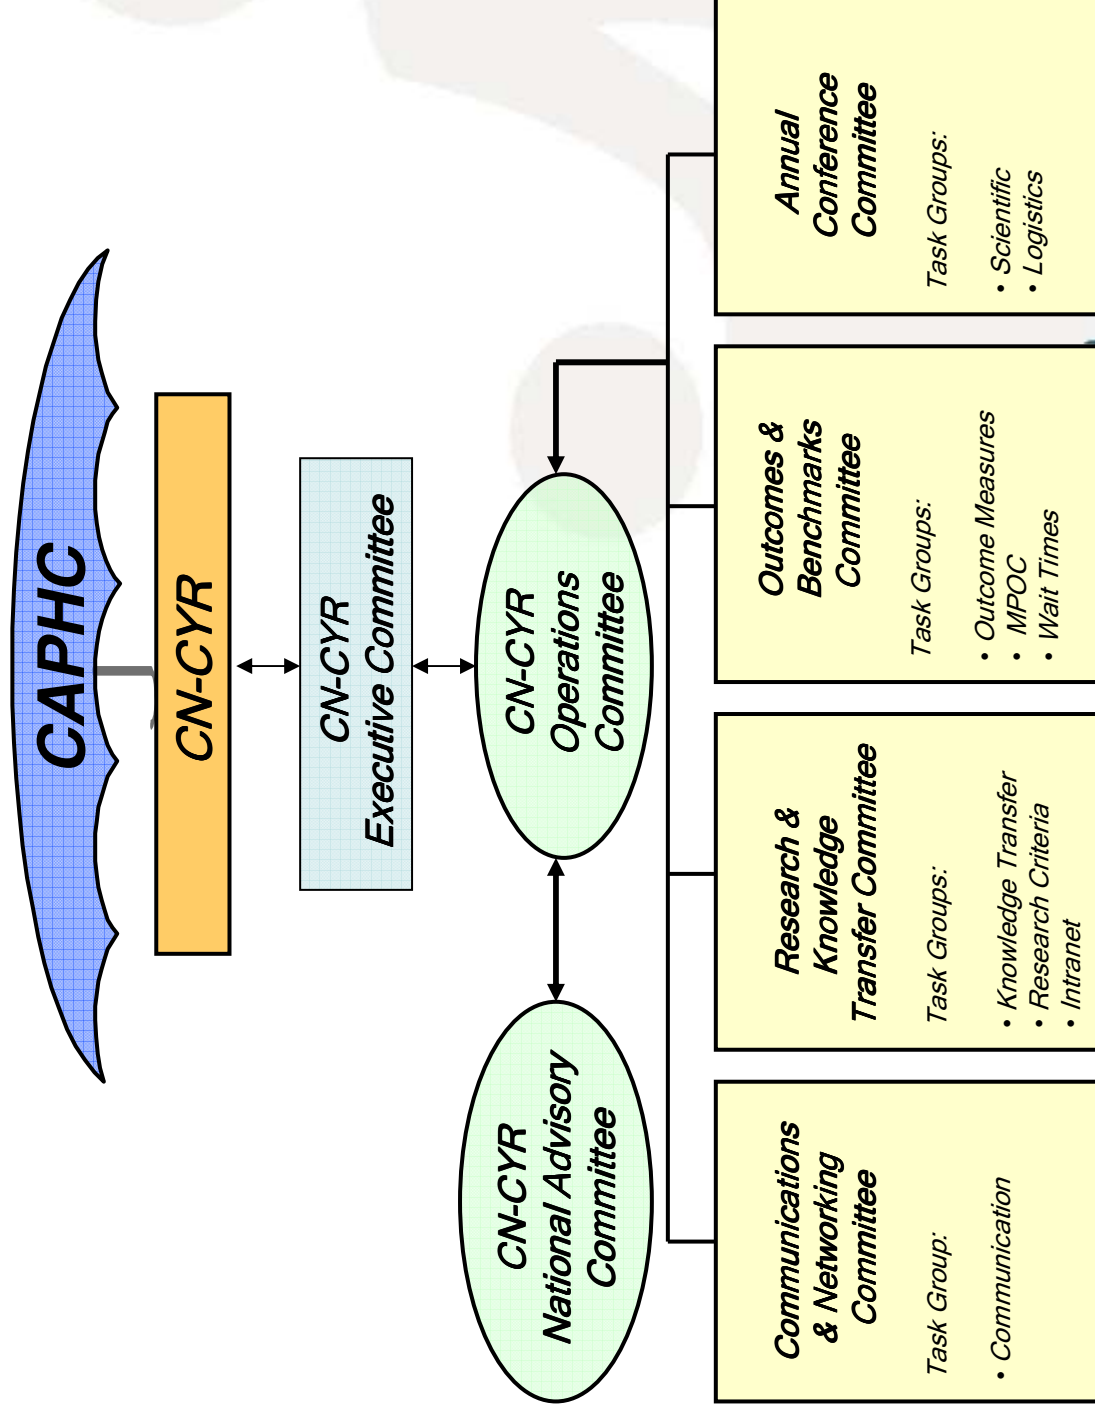 CAPHC
CN-CYR
CN-CYR
Executive Committee
CN-CYR
National Advisory
Committee
CN-CYR
Operations
Committee
Communications
& Networking
Committee
Task Group:
• Communication
Research &
Knowledge
Transfer Committee
Task Groups:
• Knowledge Transfer
• Research Criteria
• Intranet
Outcomes &
Benchmarks
Committee
Task Groups:
• Outcome Measures
• MPOC
• Wait Times
Annual
Conference
Committee
Task Groups:
• Scientific
• Logistics